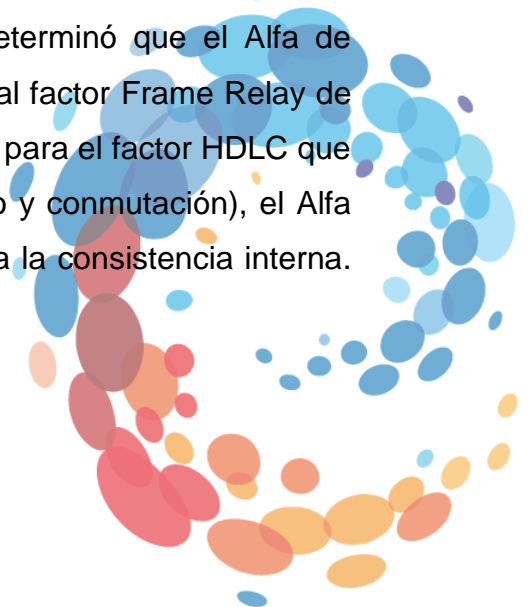 eterminó que el Alfa de
al factor Frame Relay de
para el factor HDLC que
o y conmutación), el Alfa
a la consistencia interna.